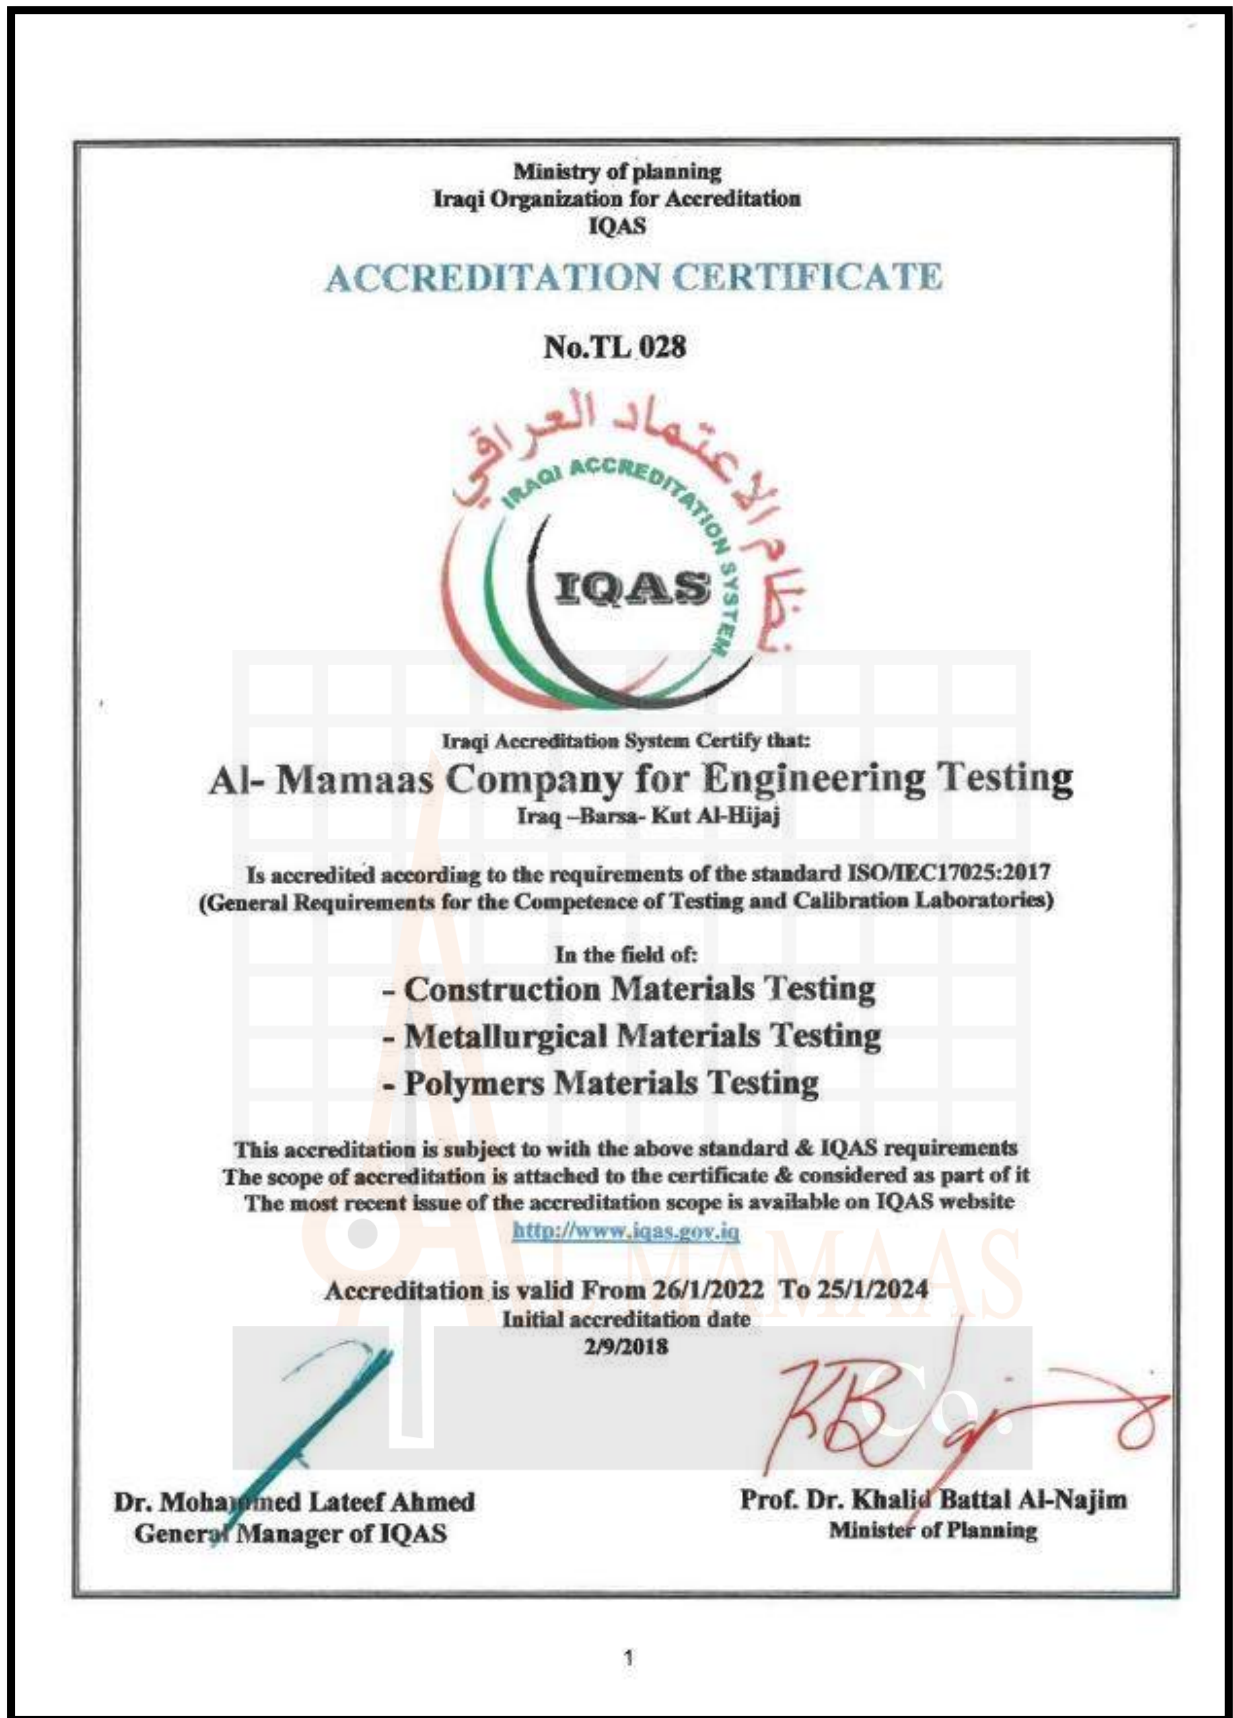 Ministry of planning
Iraqi Organization for Accreditation
IQAS
ACCREDITATION CERTIFICATE
No.TL 028
نظام الاعتماد العراقي
IRAQI ACCREDITATION SYSTEM
IQAS
Iraqi Accreditation System Certify that:
Al- Mamaas Company for Engineering Testing
Iraq –Barsa- Kut Al-Hijaj
Is accredited according to the requirements of the standard ISO/IEC17025:2017
(General Requirements for the Competence of Testing and Calibration Laboratories)
In the field of:
- Construction Materials Testing
- Metallurgical Materials Testing
- Polymers Materials Testing
This accreditation is subject to with the above standard & IQAS requirements
The scope of accreditation is attached to the certificate & considered as part of it
The most recent issue of the accreditation scope is available on IQAS website
http://www.iqas.gov.iq
AL MAMAAS
Accreditation is valid From 26/1/2022 To 25/1/2024
Initial accreditation date
2/9/2018
Co.
Dr. Mohammed Lateef Ahmed
General Manager of IQAS
Prof. Dr. Khalid Battal Al-Najim
Minister of Planning
1